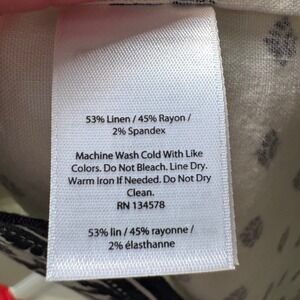 53% Linen / 45% Rayon /
2% Spandex
Machine Wash Cold With Like
Colors. Do Not Bleach. Line Dry.
Warm Iron If Needed. Do Not Dry
Clean.
RN 134578
53% lin / 45% rayonne /
2% élasthanne